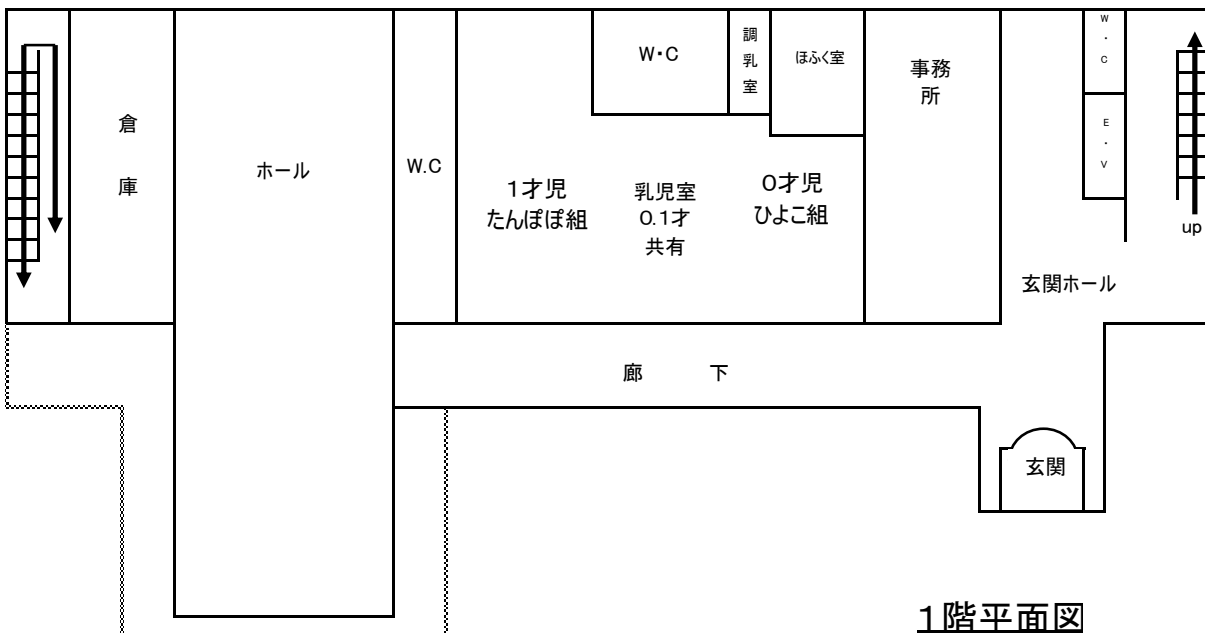 倉庫
ホール
W.C
1才児
たんぽぽ組
W・C
調乳室
ほふく室
乳児室
0.1才
共有
0才児
ひよこ組
事務
所
W・C
E・V
up
玄関ホール
廊 下
玄関
1階平面図